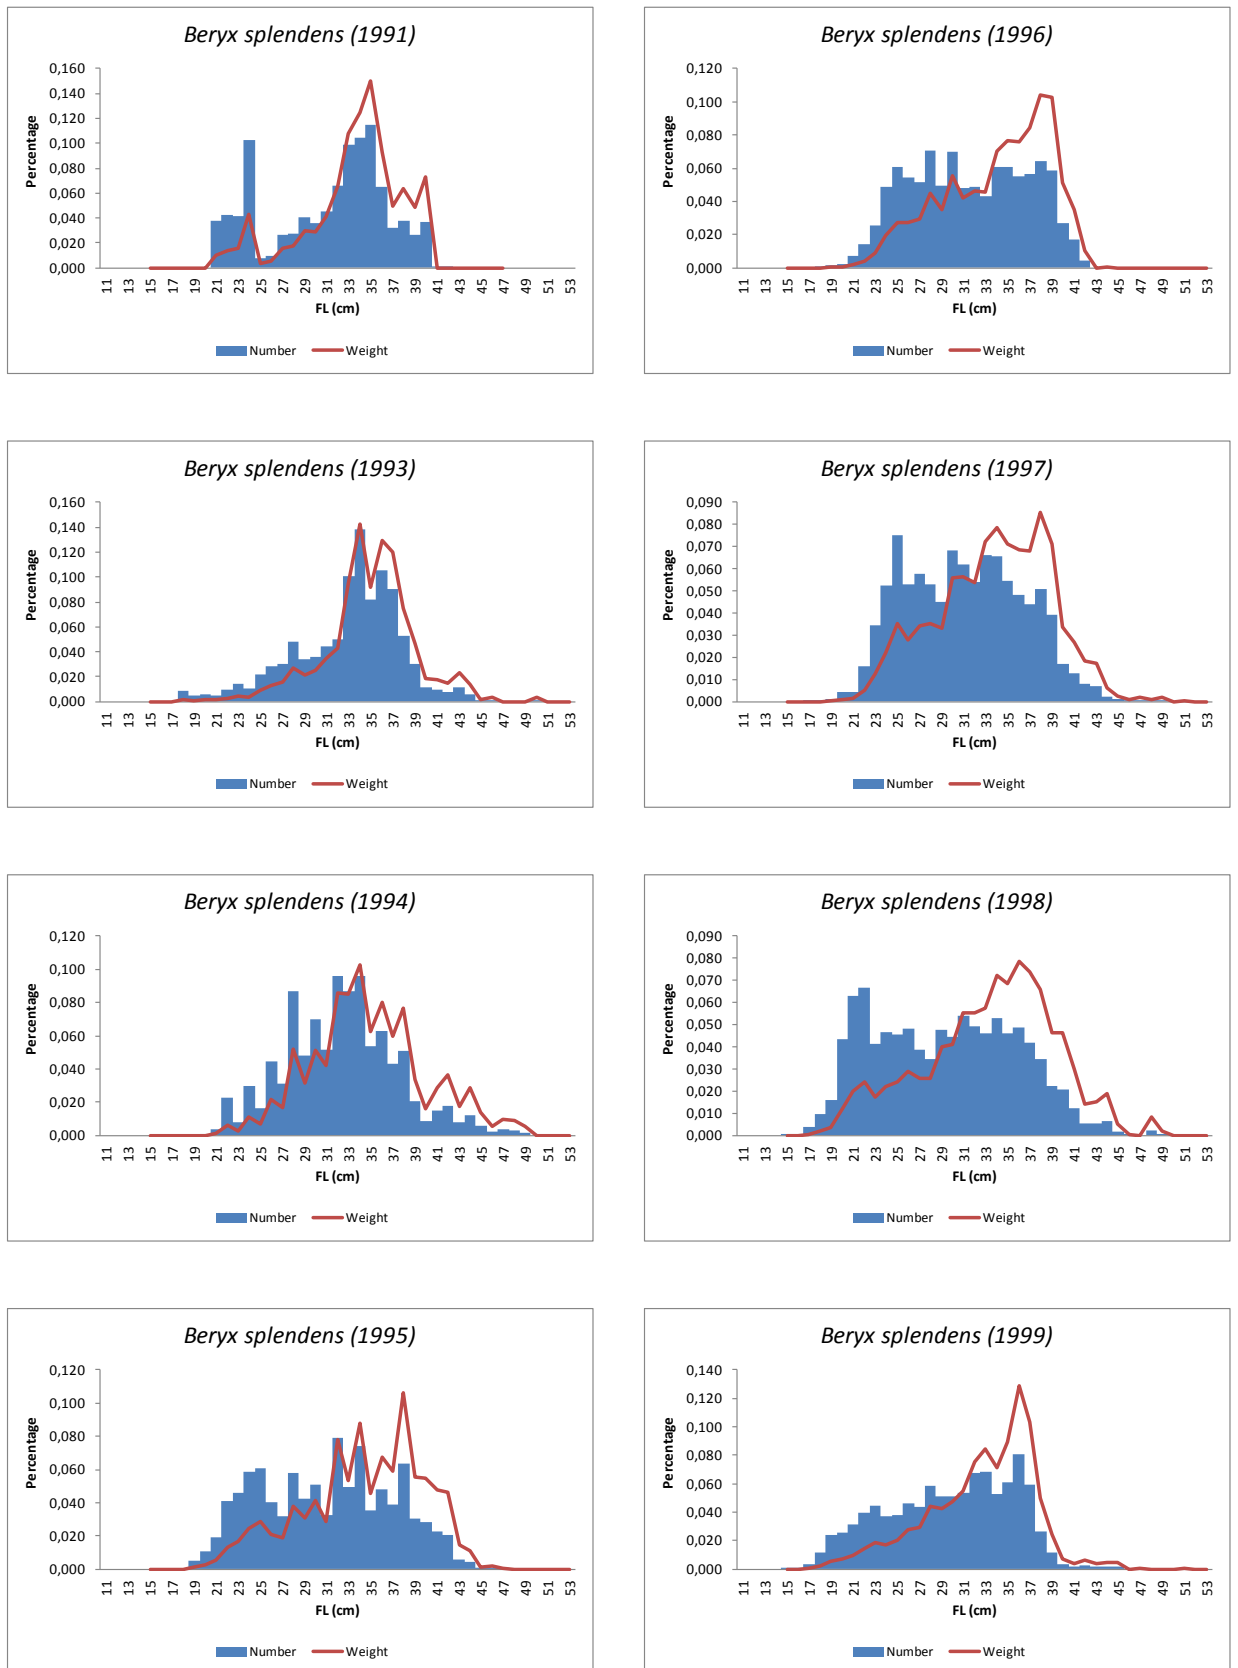 Beryx splendens (1991)
0,160
0,140
0,120
0,100
0,080
0,060
0,040
0,020
0,000
Percentage
11 13 15 17 19 21 23 25 27 29 31 33 35 37 39 41 43 45 47 49 51 53
FL (cm)
Number Weight
Beryx splendens (1996)
0,120
0,100
0,080
0,060
0,040
0,020
0,000
Percentage
11 13 15 17 19 21 23 25 27 29 31 33 35 37 39 41 43 45 47 49 51 53
FL (cm)
Number Weight
Beryx splendens (1993)
0,160
0,140
0,120
0,100
0,080
0,060
0,040
0,020
0,000
Percentage
11 13 15 17 19 21 23 25 27 29 31 33 35 37 39 41 43 45 47 49 51 53
FL (cm)
Number Weight
Beryx splendens (1997)
0,090
0,080
0,070
0,060
0,050
0,040
0,030
0,020
0,010
0,000
Percentage
11 13 15 17 19 21 23 25 27 29 31 33 35 37 39 41 43 45 47 49 51 53
FL (cm)
Number Weight
Beryx splendens (1994)
0,120
0,100
0,080
0,060
0,040
0,020
0,000
Percentage
11 13 15 17 19 21 23 25 27 29 31 33 35 37 39 41 43 45 47 49 51 53
FL (cm)
Number Weight
Beryx splendens (1998)
0,090
0,080
0,070
0,060
0,050
0,040
0,030
0,020
0,010
0,000
Percentage
11 13 15 17 19 21 23 25 27 29 31 33 35 37 39 41 43 45 47 49 51 53
FL (cm)
Number Weight
Beryx splendens (1995)
0,120
0,100
0,080
0,060
0,040
0,020
0,000
Percentage
11 13 15 17 19 21 23 25 27 29 31 33 35 37 39 41 43 45 47 49 51 53
FL (cm)
Number Weight
Beryx splendens (1999)
0,140
0,120
0,100
0,080
0,060
0,040
0,020
0,000
Percentage
11 13 15 17 19 21 23 25 27 29 31 33 35 37 39 41 43 45 47 49 51 53
FL (cm)
Number Weight